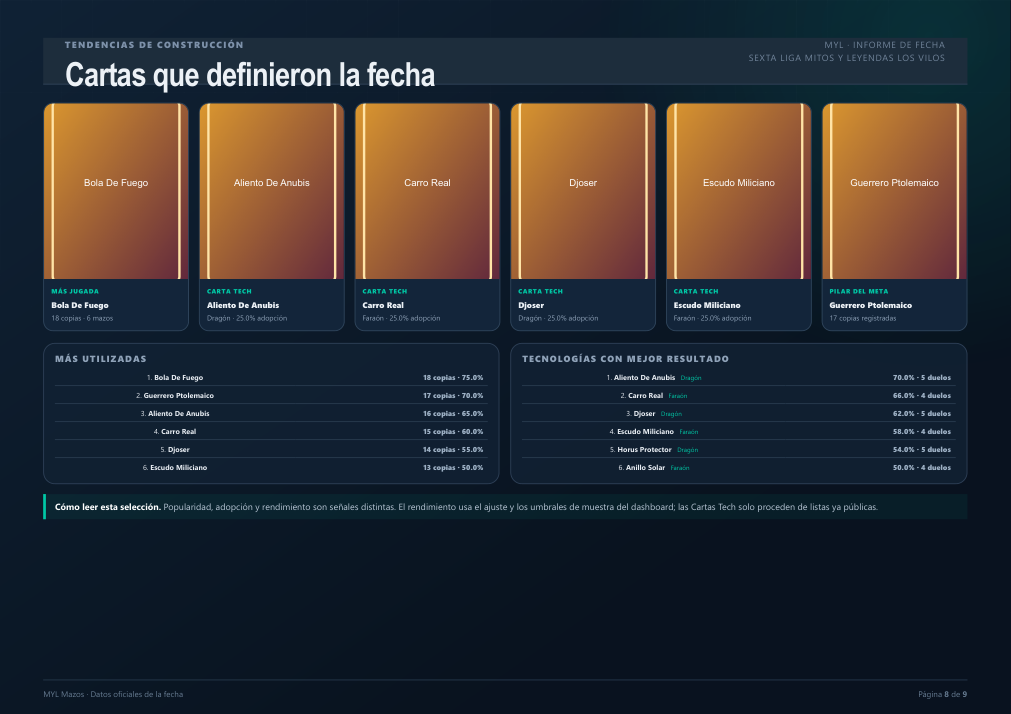 TENDENCIAS DE CONSTRUCCIÓN
Cartas que definieron la fecha
MYL · INFORME DE FECHA
SEXTA LIGA MITOS Y LEYENDAS LOS VILOS
Bola De Fuego
MÁS JUGADA
Bola De Fuego
18 copias · 6 mazos
Aliento De Anubis
CARTA TECH
Aliento De Anubis
Dragón · 25.0% adopción
Carro Real
CARTA TECH
Carro Real
Faraón · 25.0% adopción
Djoser
CARTA TECH
Djoser
Dragón · 25.0% adopción
Escudo Miliciano
CARTA TECH
Escudo Miliciano
Faraón · 25.0% adopción
Guerrero Ptolemaico
PILAR DEL META
Guerrero Ptolemaico
17 copias registradas
MÁS UTILIZADAS
1. Bola De Fuego 18 copias · 75.0%
2. Guerrero Ptolemaico 17 copias · 70.0%
3. Aliento De Anubis 16 copias · 65.0%
4. Carro Real 15 copias · 60.0%
5. Djoser 14 copias · 55.0%
6. Escudo Miliciano 13 copias · 50.0%
TECNOLOGÍAS CON MEJOR RESULTADO
1. Aliento De Anubis Dragón 70.0% · 5 duelos
2. Carro Real Faraón 66.0% · 4 duelos
3. Djoser Dragón 62.0% · 5 duelos
4. Escudo Miliciano Faraón 58.0% · 4 duelos
5. Horus Protector Dragón 54.0% · 5 duelos
6. Anillo Solar Faraón 50.0% · 4 duelos
Cómo leer esta selección. Popularidad, adopción y rendimiento son señales distintas. El rendimiento usa el ajuste y los umbrales de muestra del dashboard; las Cartas Tech solo proceden de listas ya públicas.
MYL Mazos · Datos oficiales de la fecha
Página 8 de 9